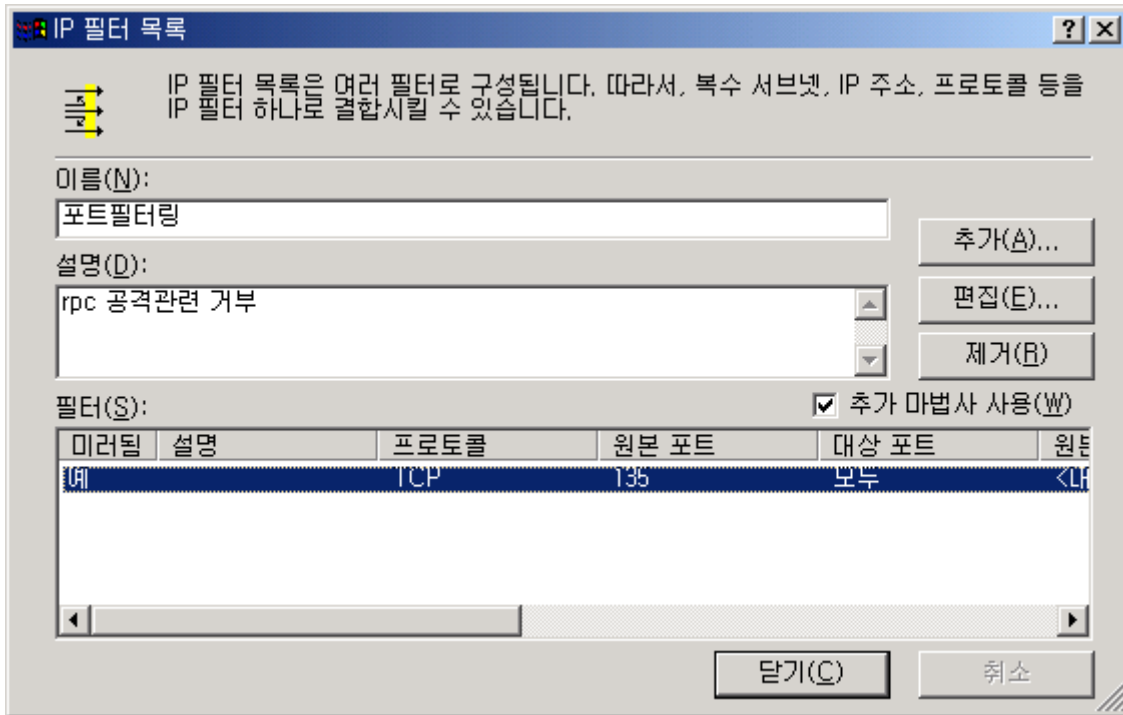 IP 필터 목록
IP 필터 목록은 여러 필터로 구성됩니다. 따라서, 복수 서브넷, IP 주소, 프로토콜 등을
IP 필터 하나로 결합시킬 수 있습니다.
이름(N):
포트필터링
추가(A)...
설명(D):
rpc 공격관련 거부
편집(E)...
제거(R)
필터(S):
추가 마법사 사용(W)
미러됨 설명 프로토콜 원본 포트 대상 포트 원본
예 TCP 135 모두 <내
닫기(C) 취소